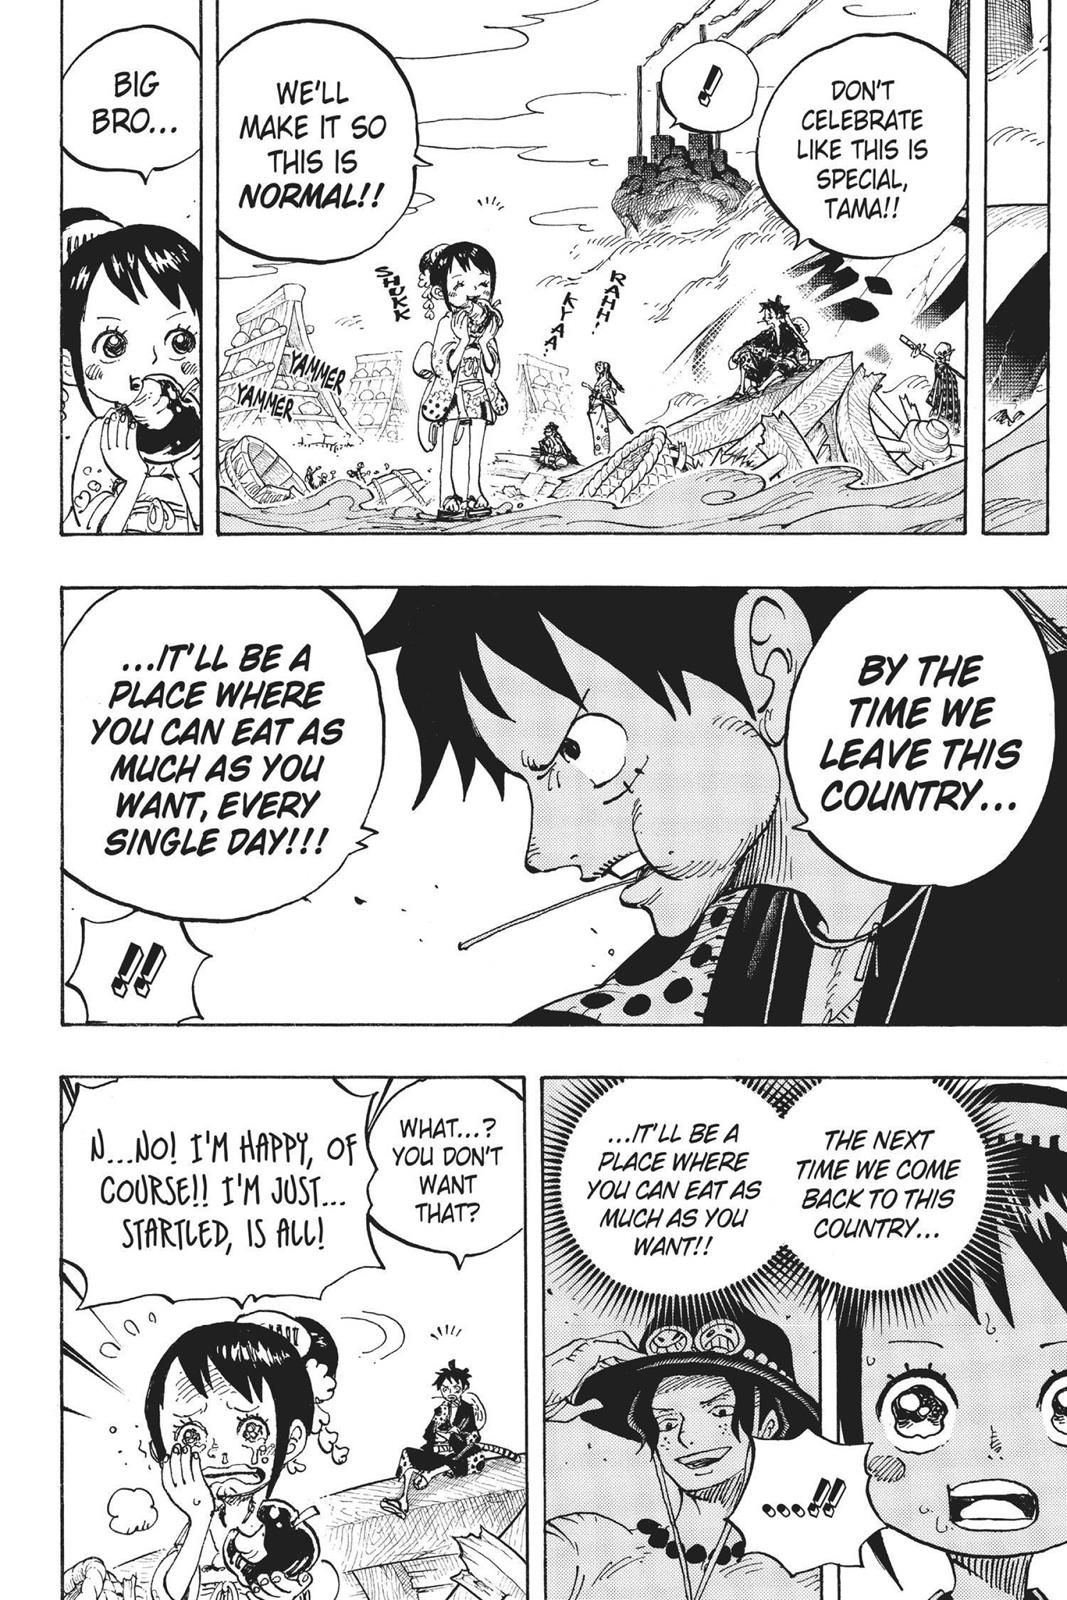 DON'T
CELEBRATE
LIKE THIS IS
SPECIAL,
TAMA!!
!!
WE'LL
MAKE IT SO
THIS IS
NORMAL!!
RAHH!
KLAA
SHUKK
YAMMER
YAMMER
BIG
BRO...
BY THE
TIME WE
LEAVE THIS
COUNTRY...
...IT'LL BE A
PLACE WHERE
YOU CAN EAT AS
MUCH AS YOU
WANT, EVERY
SINGLE DAY!!!
!!
THE NEXT
TIME WE COME
BACK TO THIS
COUNTRY...
...IT'LL BE A
PLACE WHERE
YOU CAN EAT AS
MUCH AS YOU
WANT!!
...!!
WHAT...?
YOU DON'T
WANT
THAT?
N...NO! I'M HAPPY, OF
COURSE!! I'M JUST...
STARTLED, IS ALL!